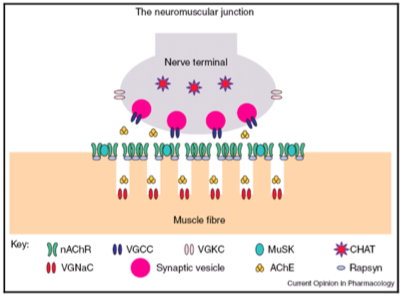 The neuromuscular junction
Nerve terminal
Muscle fibre
Key:
nAChR
VGCC
VGKC
MuSK
CHAT
VGNaC
Synaptic vesicle
AChE
Rapsyn
Current Opinion in Pharmacology